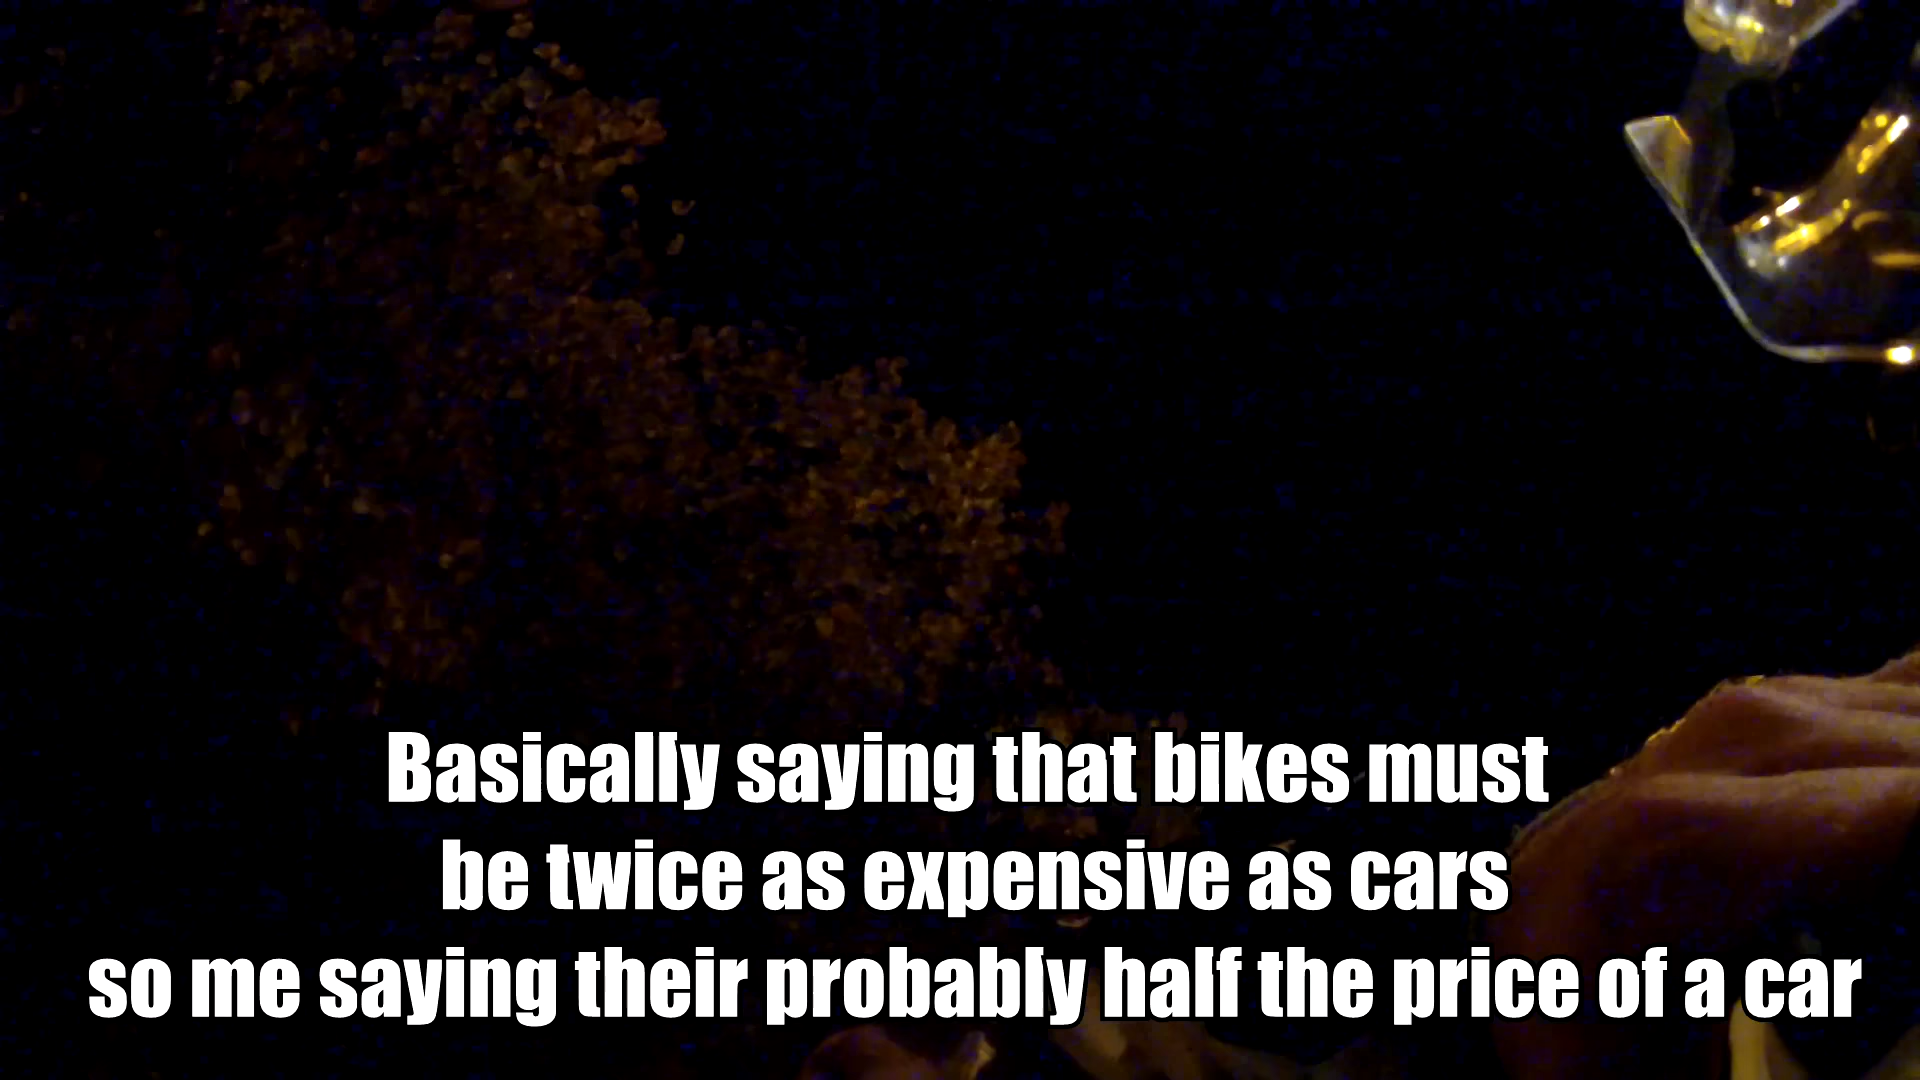 Basically saying that bikes must
be twice as expensive as cars
so me saying their probably half the price of a car